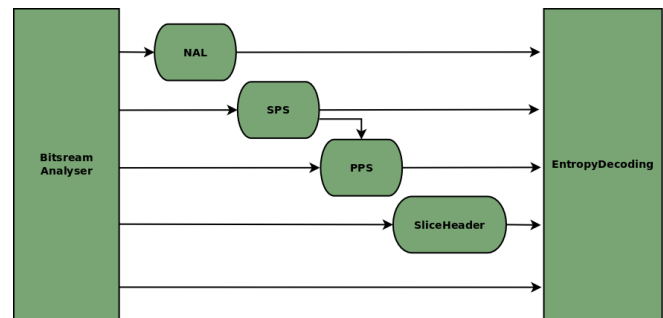 NAL
SPS
Bitsream
Analyser
PPS
EntropyDecoding
SliceHeader